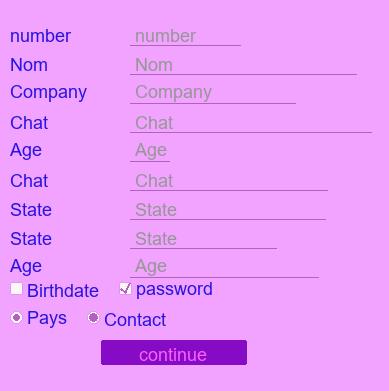 number number
Nom Nom
Company Company
Chat Chat
Age Age
Chat Chat
State State
State State
Age Age
Birthdate password
Pays Contact
continue